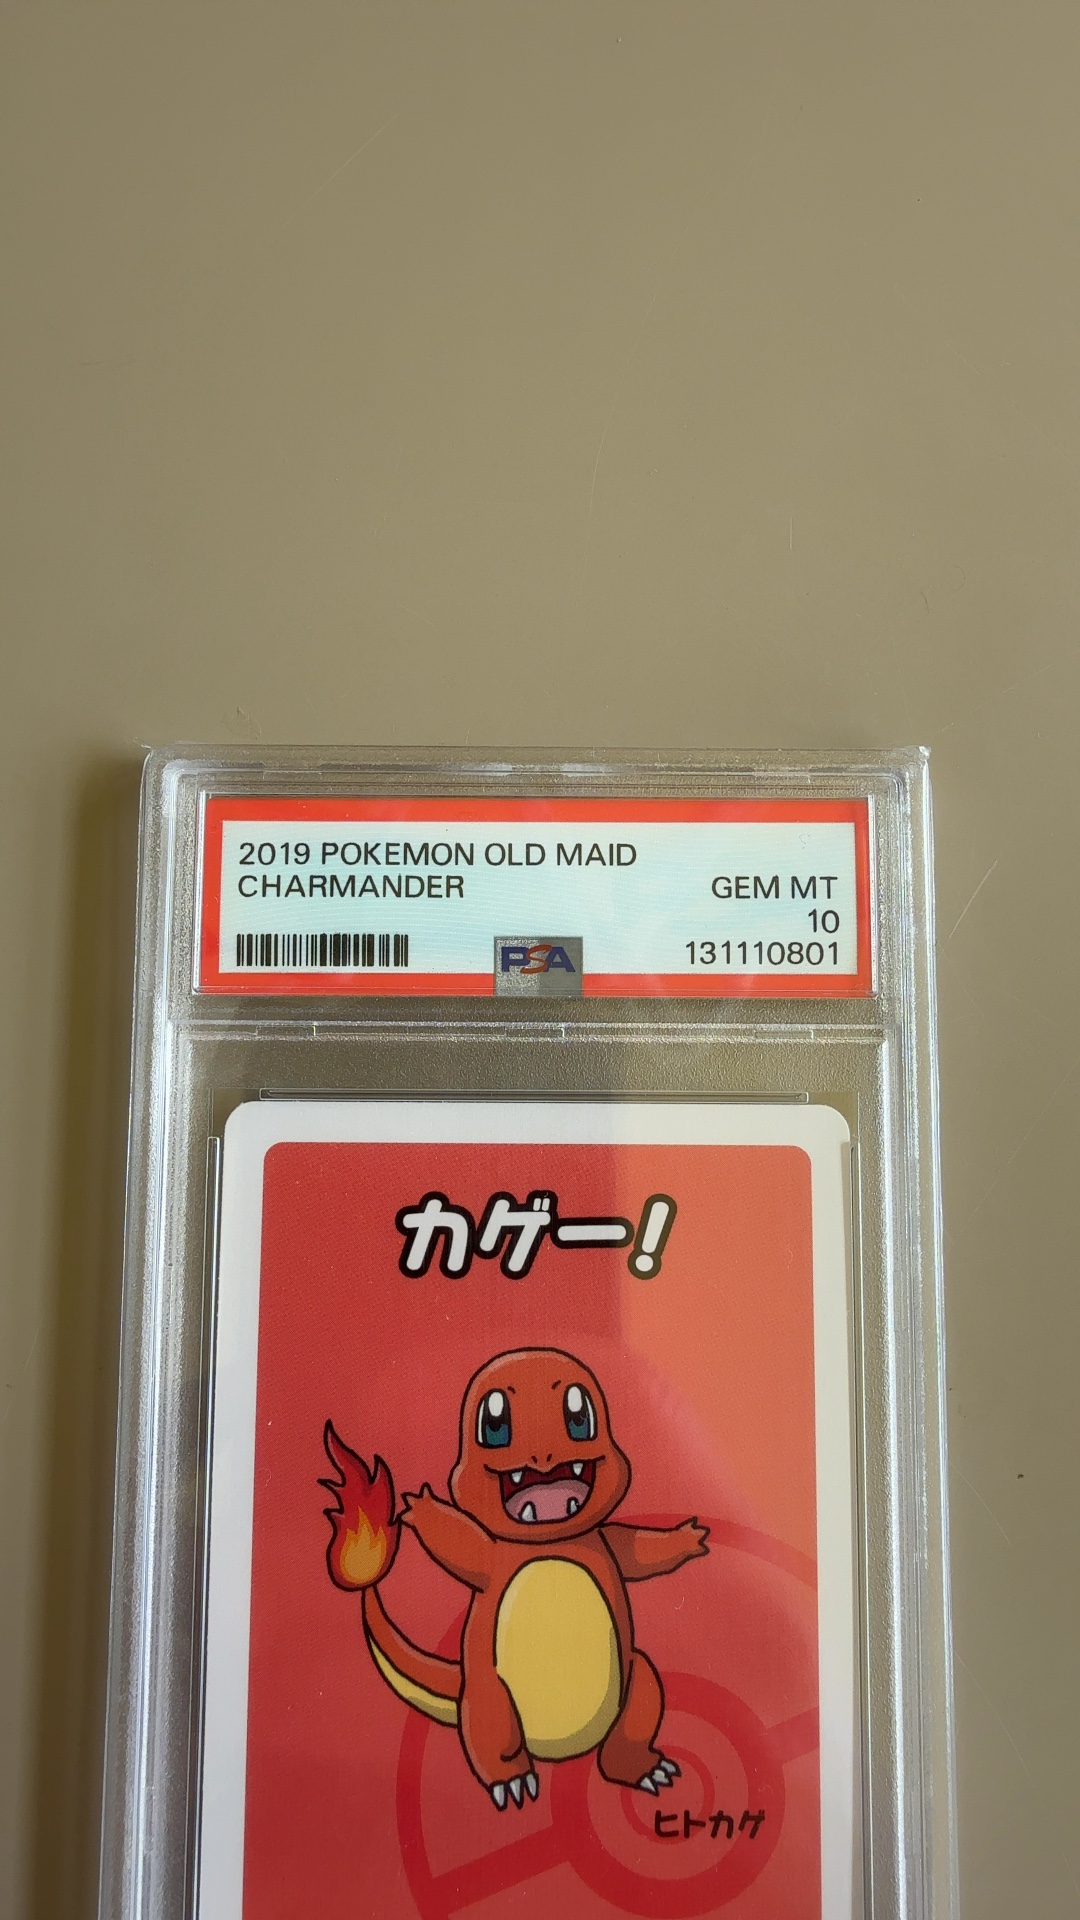 2019 POKEMON OLD MAID
CHARMANDER
GEM MT
10
131110801
PSA
カゲー!
ヒトカゲ